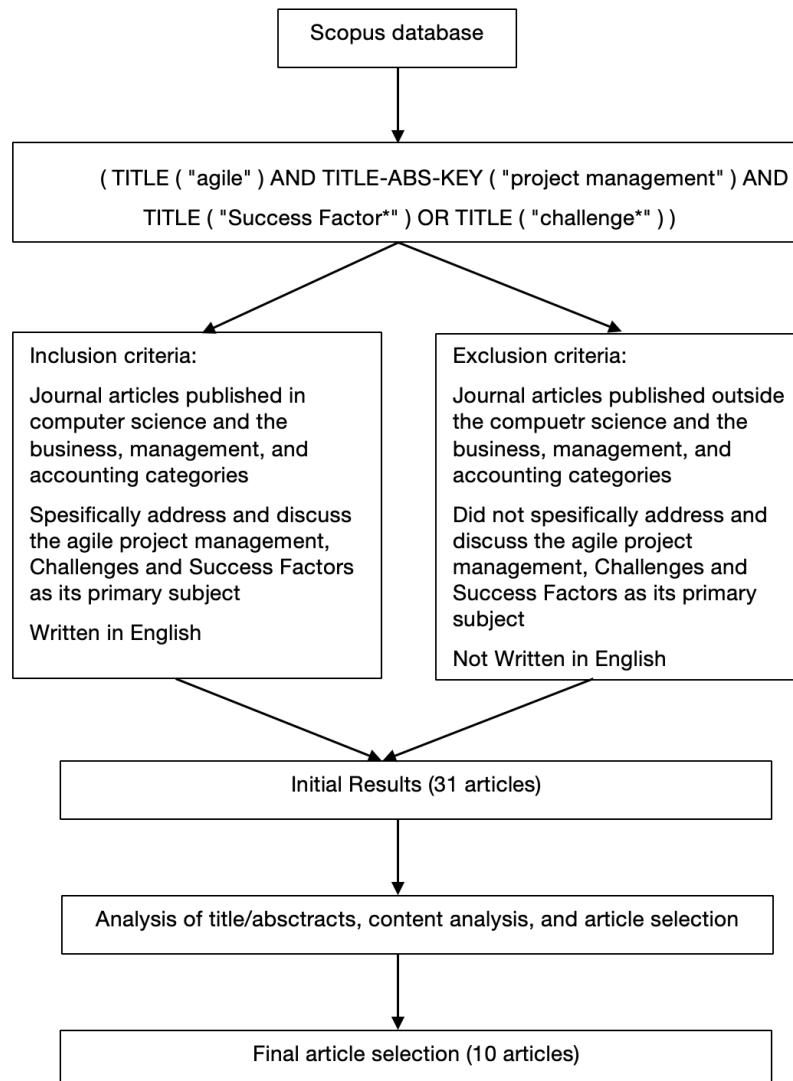 Scopus database
( TITLE ( "agile" ) AND TITLE-ABS-KEY ( "project management" ) AND
TITLE ( "Success Factor*" ) OR TITLE ( "challenge*" ) )
Inclusion criteria:
Journal articles published in
computer science and the
business, management, and
accounting categories
Spesifically address and discuss
the agile project management,
Challenges and Success Factors
as its primary subject
Written in English
Exclusion criteria:
Journal articles published outside
the compuetr science and the
business, management, and
accounting categories
Did not spesifically address and
discuss the agile project
management, Challenges and
Success Factors as its primary
subject
Not Written in English
Initial Results (31 articles)
Analysis of title/absctracts, content analysis, and article selection
Final article selection (10 articles)